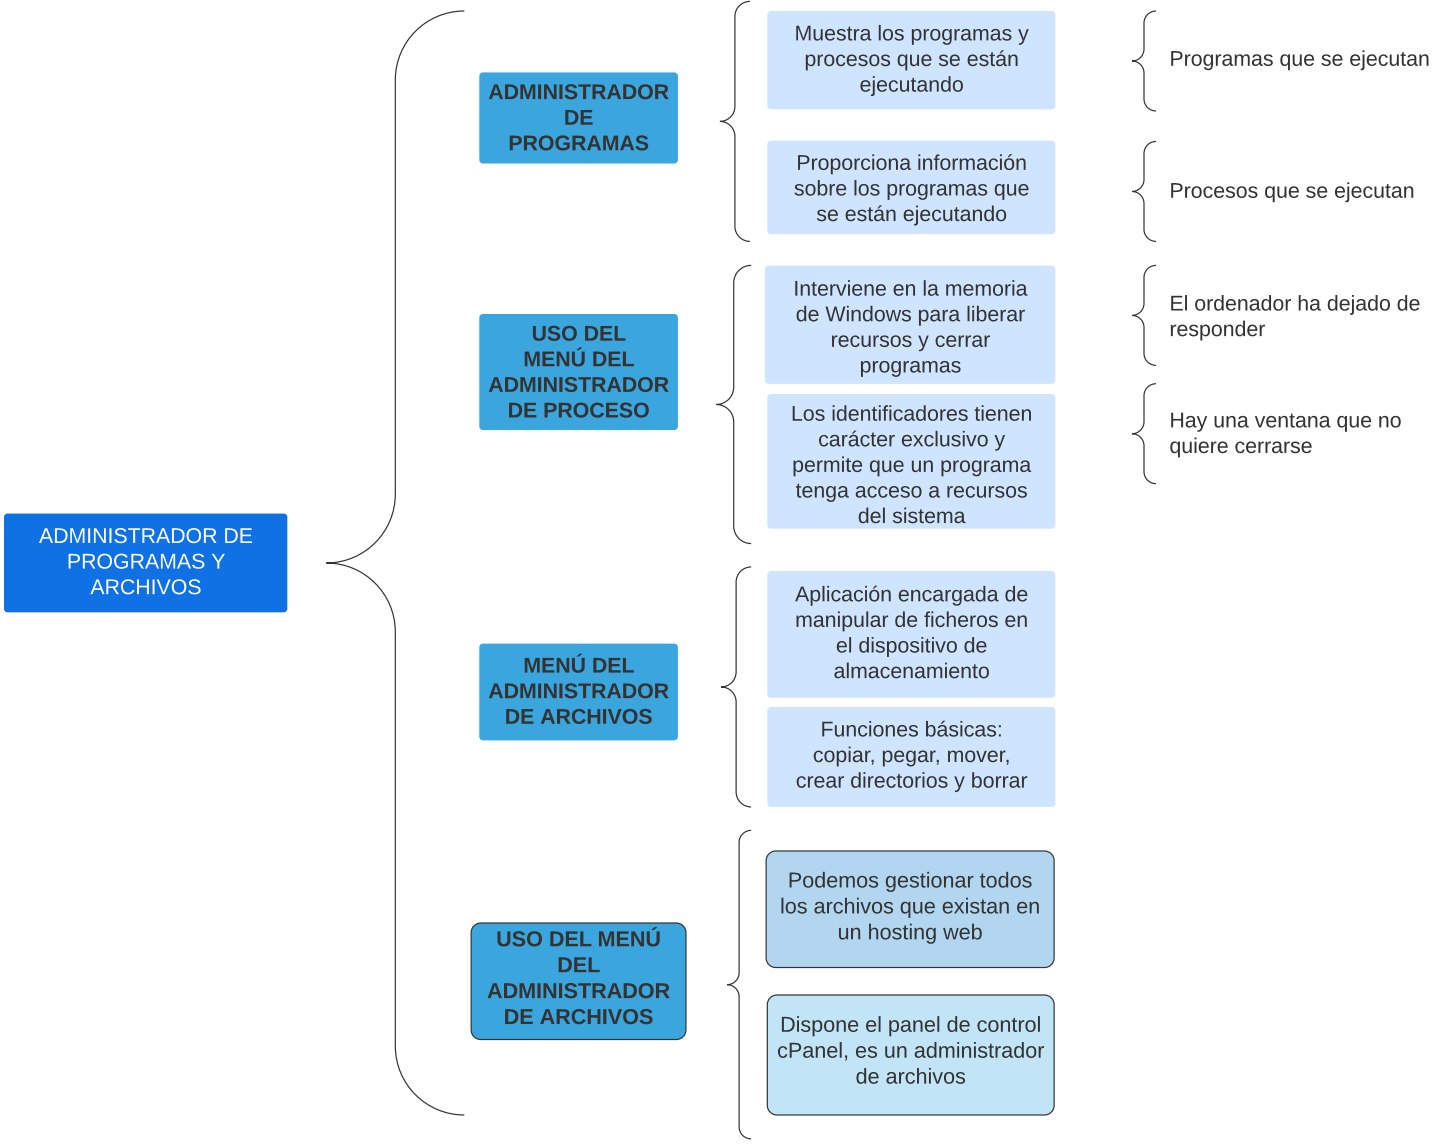 ADMINISTRADOR DE
PROGRAMAS Y
ARCHIVOS
ADMINISTRADOR
DE
PROGRAMAS
Muestra los programas y
procesos que se están
ejecutando
Programas que se ejecutan
Proporciona información
sobre los programas que
se están ejecutando
Procesos que se ejecutan
USO DEL
MENÚ DEL
ADMINISTRADOR
DE PROCESO
Interviene en la memoria
de Windows para liberar
recursos y cerrar
programas
El ordenador ha dejado de
responder
Los identificadores tienen
carácter exclusivo y
permite que un programa
tenga acceso a recursos
del sistema
Hay una ventana que no
quiere cerrarse
MENÚ DEL
ADMINISTRADOR
DE ARCHIVOS
Aplicación encargada de
manipular de ficheros en
el dispositivo de
almacenamiento
Funciones básicas:
copiar, pegar, mover,
crear directorios y borrar
USO DEL MENÚ
DEL
ADMINISTRADOR
DE ARCHIVOS
Podemos gestionar todos
los archivos que existan en
un hosting web
Dispone el panel de control
cPanel, es un administrador
de archivos